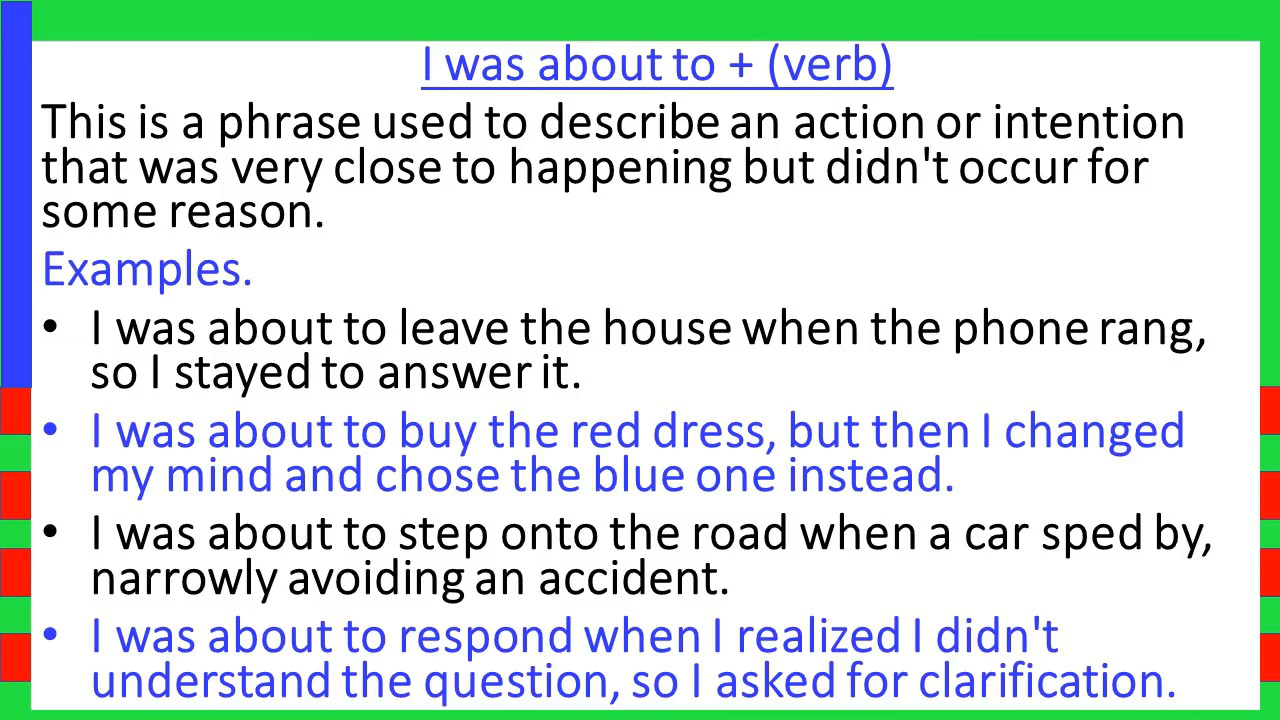 I was about to + (verb)
This is a phrase used to describe an action or intention
that was very close to happening but didn't occur for
some reason.
Examples.
• I was about to leave the house when the phone rang,
so I stayed to answer it.
• I was about to buy the red dress, but then I changed
my mind and chose the blue one instead.
• I was about to step onto the road when a car sped by,
narrowly avoiding an accident.
• I was about to respond when I realized I didn't
understand the question, so I asked for clarification.